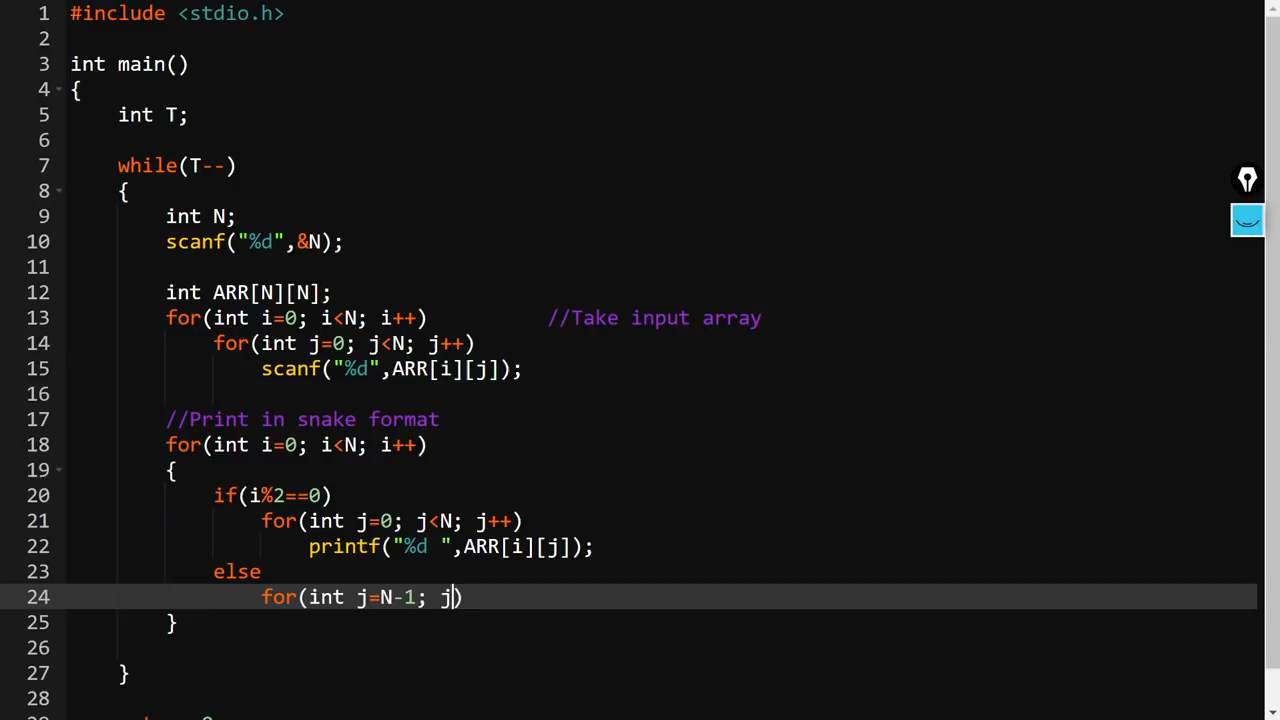 1 #include <stdio.h>
2
3 int main()
4 {
5     int T;
6
7     while(T--)
8     {
9         int N;
10         scanf("%d",&N);
11
12         int ARR[N][N];
13         for(int i=0; i<N; i++)          //Take input array
14             for(int j=0; j<N; j++)
15                 scanf("%d",ARR[i][j]);
16
17         //Print in snake format
18         for(int i=0; i<N; i++)
19         {
20             if(i%2==0)
21                 for(int j=0; j<N; j++)
22                     printf("%d ",ARR[i][j]);
23             else
24                 for(int j=N-1; j)
25         }
26
27     }
28